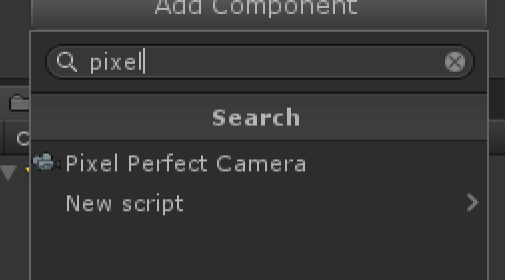 Add Component
pixel
Search
Pixel Perfect Camera
New script